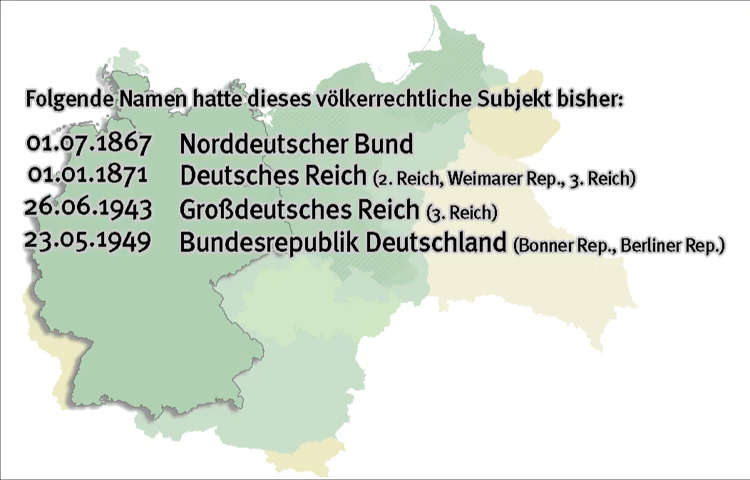 Folgende Namen hatte dieses völkerrechtliche Subjekt bisher:
01.07.1867 Norddeutscher Bund
01.01.1871 Deutsches Reich (2. Reich, Weimarer Rep., 3. Reich)
26.06.1943 Großdeutsches Reich (3. Reich)
23.05.1949 Bundesrepublik Deutschland (Bonner Rep., Berliner Rep.)